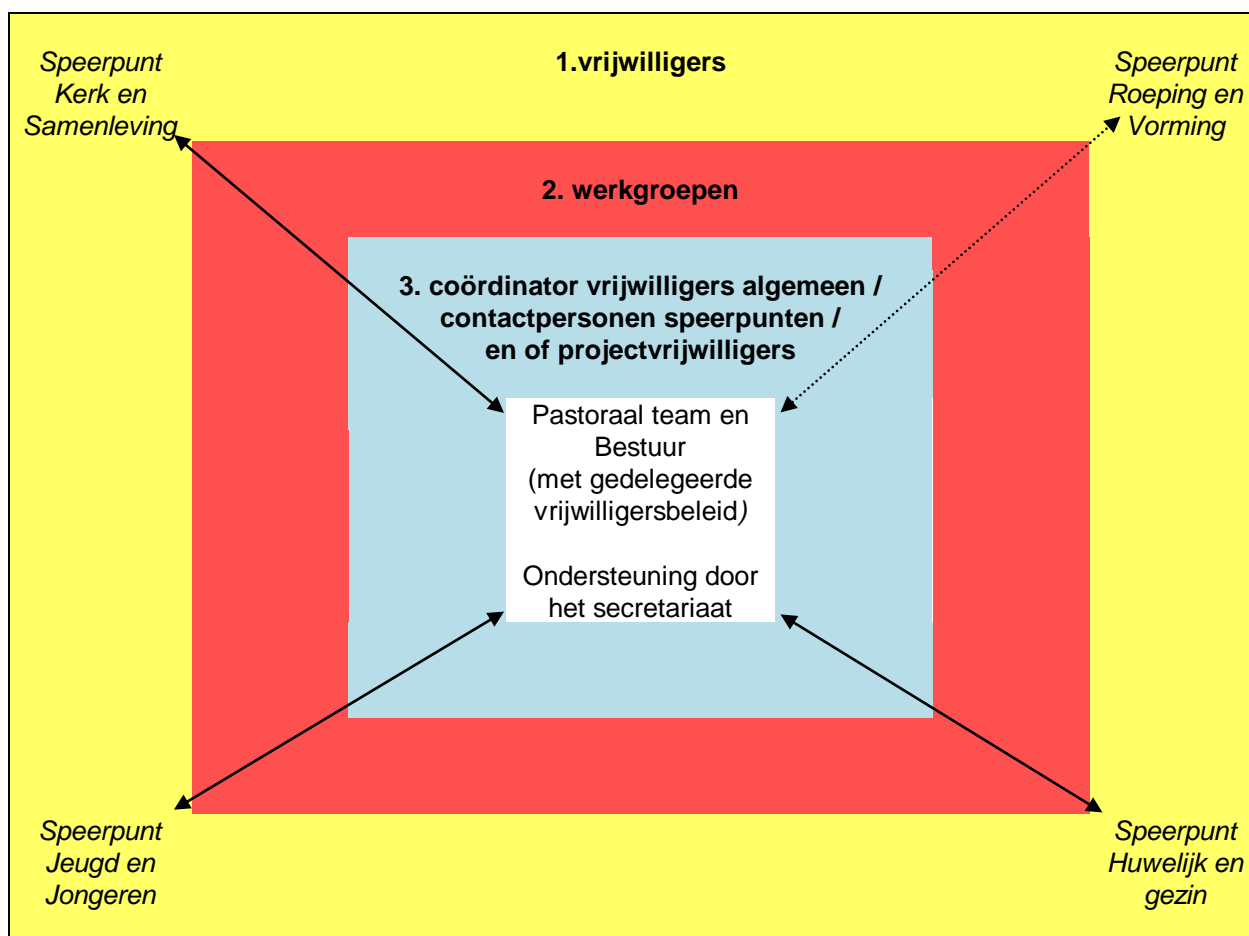 1.vrijwilligers
Speerpunt
Kerk en
Samenleving
Speerpunt
Roeping en
Vorming
2. werkgroepen
3. coördinator vrijwilligers algemeen /
contactpersonen speerpunten /
en of projectvrijwilligers
Pastoraal team en
Bestuur
(met gedelegeerde
vrijwilligersbeleid)
Ondersteuning door
het secretariaat
Speerpunt
Jeugd en
Jongeren
Speerpunt
Huwelijk en
gezin